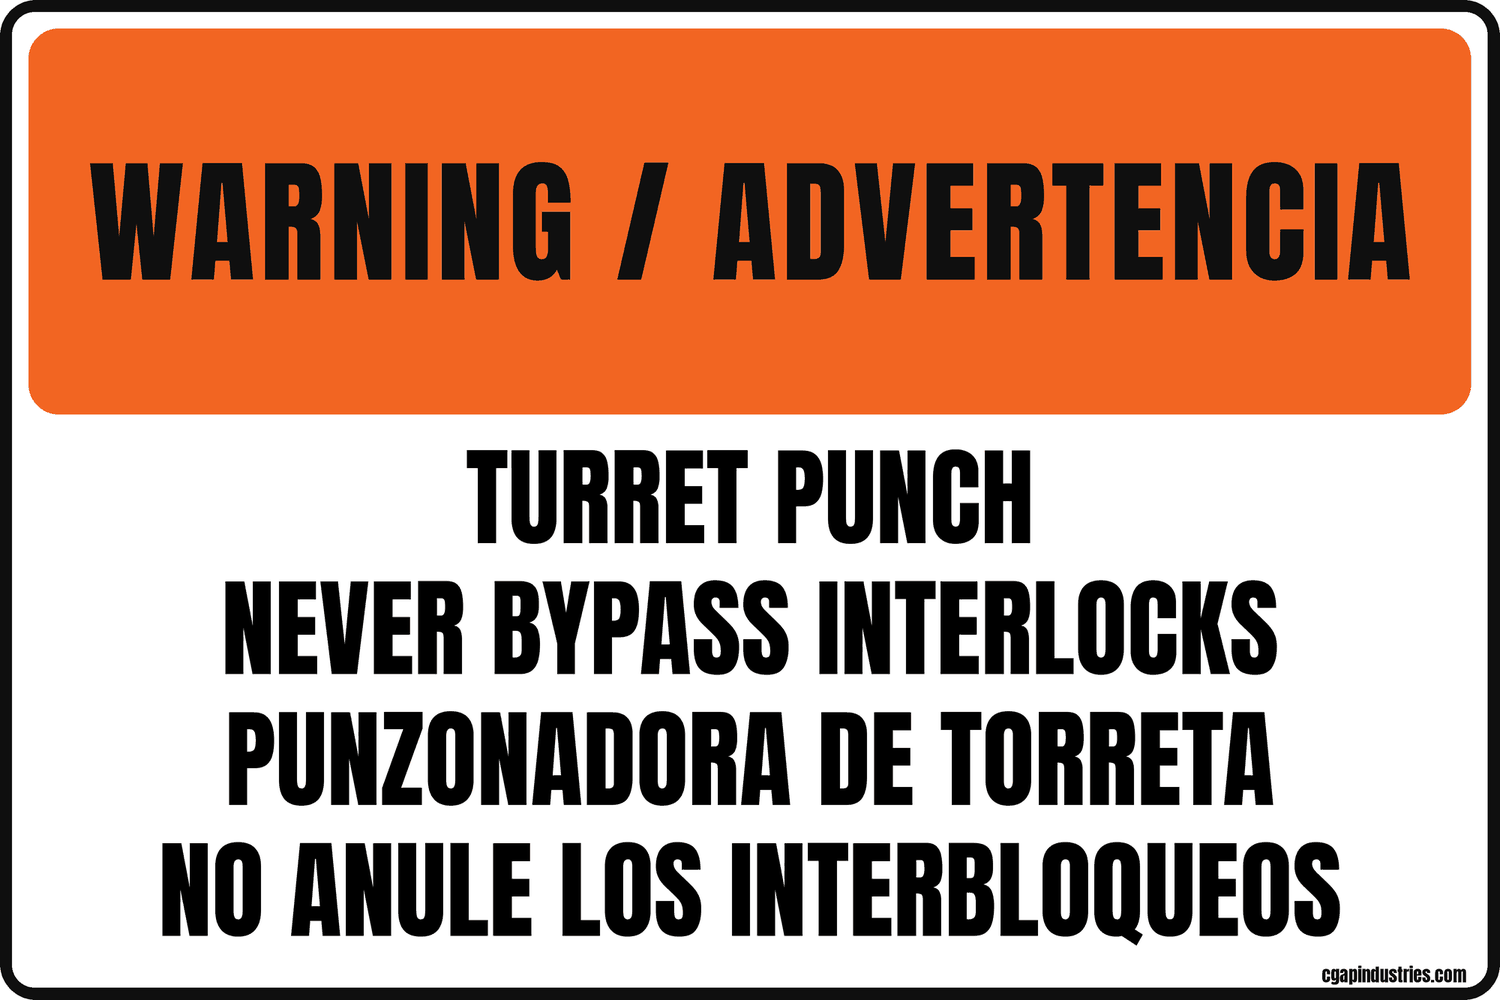 WARNING / ADVERTENCIA
TURRET PUNCH
NEVER BYPASS INTERLOCKS
PUNZONADORA DE TORRETA
NO ANULE LOS INTERBLOQUEOS
cgapindustries.com